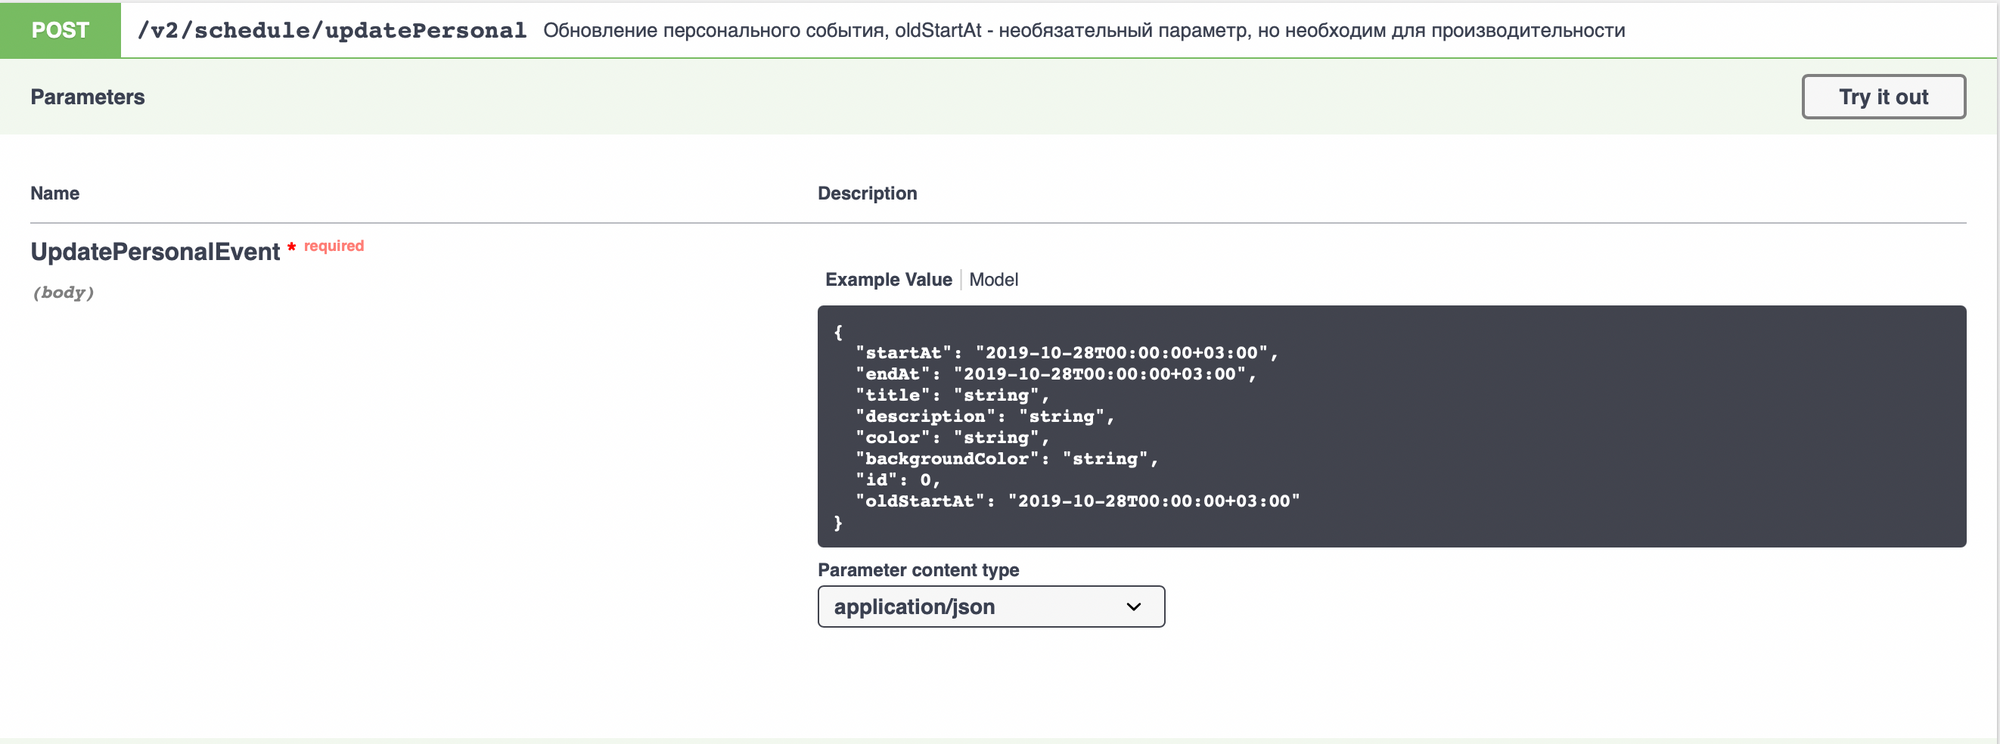 POST /v2/schedule/updatePersonal Обновление персонального события, oldStartAt - необязательный параметр, но необходим для производительности
Parameters Try it out
Name Description
UpdatePersonalEvent * required
(body)
Example Value Model
{
"startAt": "2019-10-28T00:00:00+03:00",
"endAt": "2019-10-28T00:00:00+03:00",
"title": "string",
"description": "string",
"color": "string",
"backgroundColor": "string",
"id": 0,
"oldStartAt": "2019-10-28T00:00:00+03:00"
}
Parameter content type
application/json